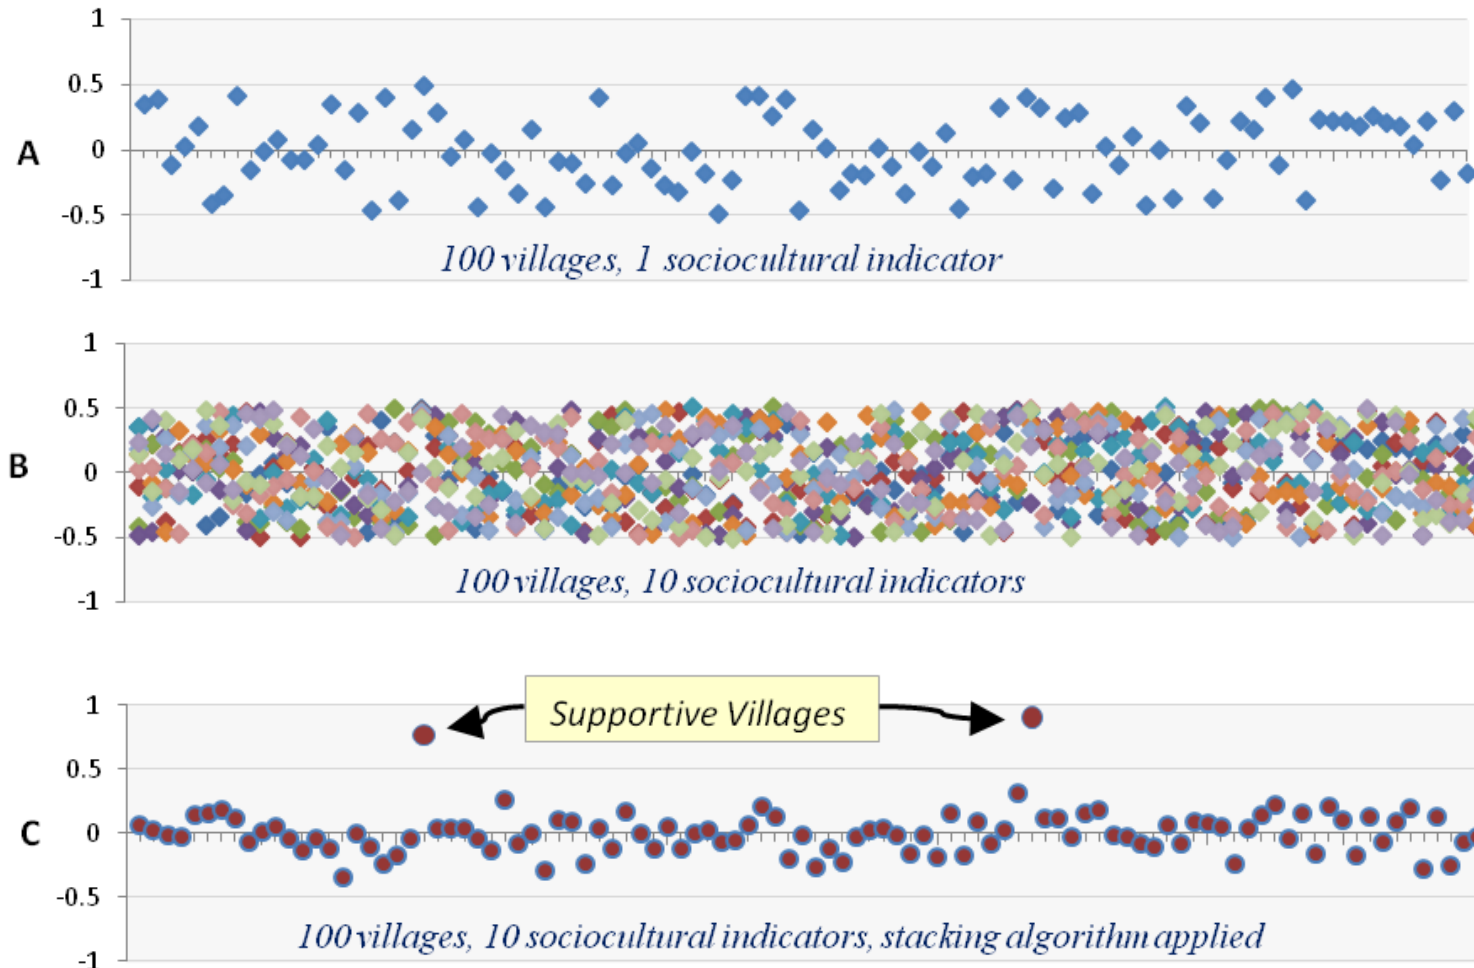 1
0.5
A
0
-0.5
100 villages, 1 sociocultural indicator
-1
1
0.5
B
0
-0.5
100 villages, 10 sociocultural indicators
-1
1
Supportive Villages
0.5
C
0
-0.5
100 villages, 10 sociocultural indicators, stacking algorithm applied
-1